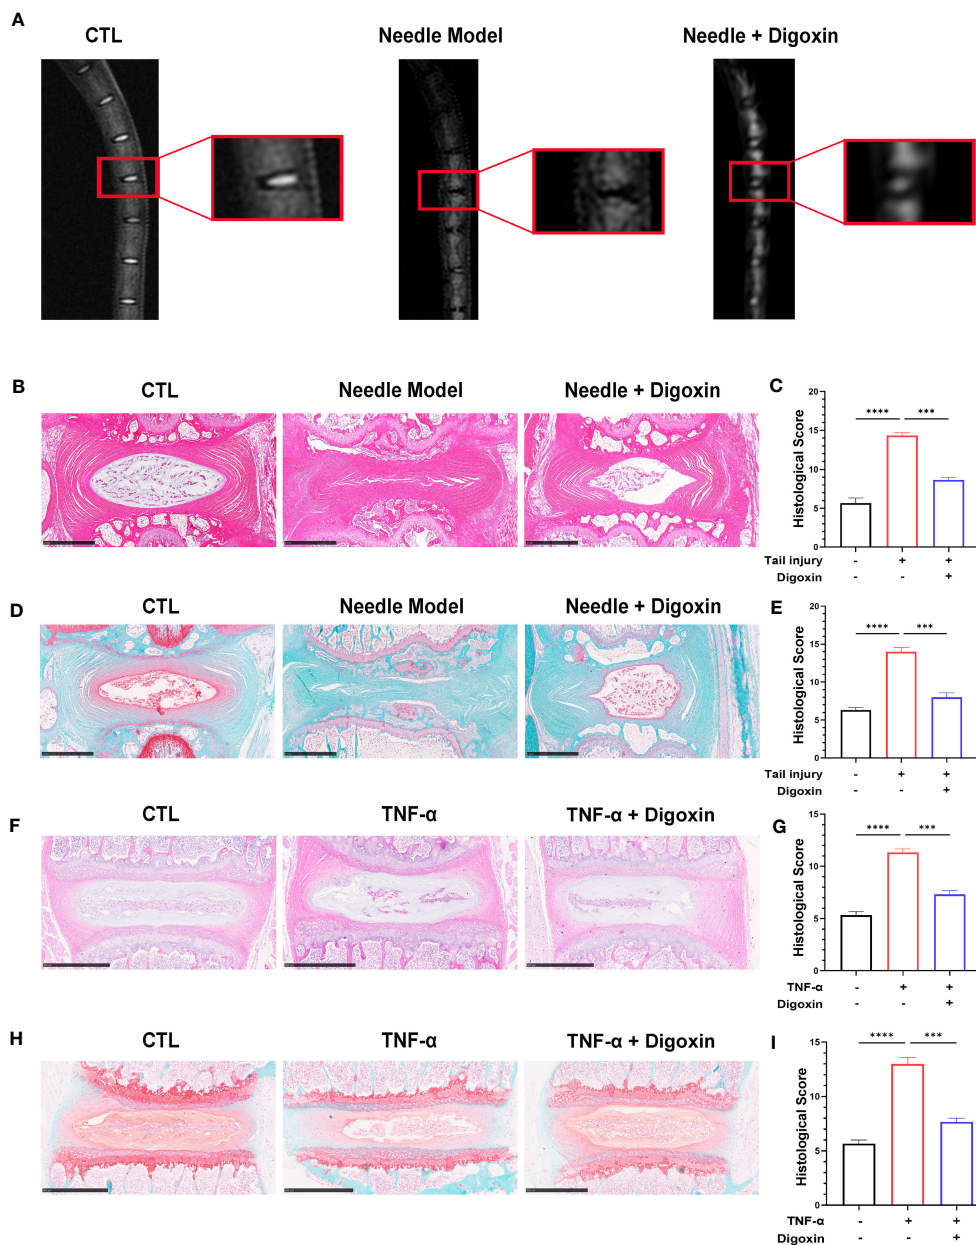 A
CTL Needle Model Needle + Digoxin
B CTL Needle Model Needle + Digoxin
C
Histological Score
20
15
10
5
0
**** ***
Tail injury - + +
Digoxin - - +
D CTL Needle Model Needle + Digoxin
E
Histological Score
20
15
10
5
0
**** ***
Tail injury - + +
Digoxin - - +
F CTL TNF-α TNF-α + Digoxin
G
Histological Score
15
10
5
0
**** ***
TNF-α - + +
Digoxin - - +
H CTL TNF-α TNF-α + Digoxin
I
Histological Score
15
10
5
0
**** ***
TNF-α - + +
Digoxin - - +